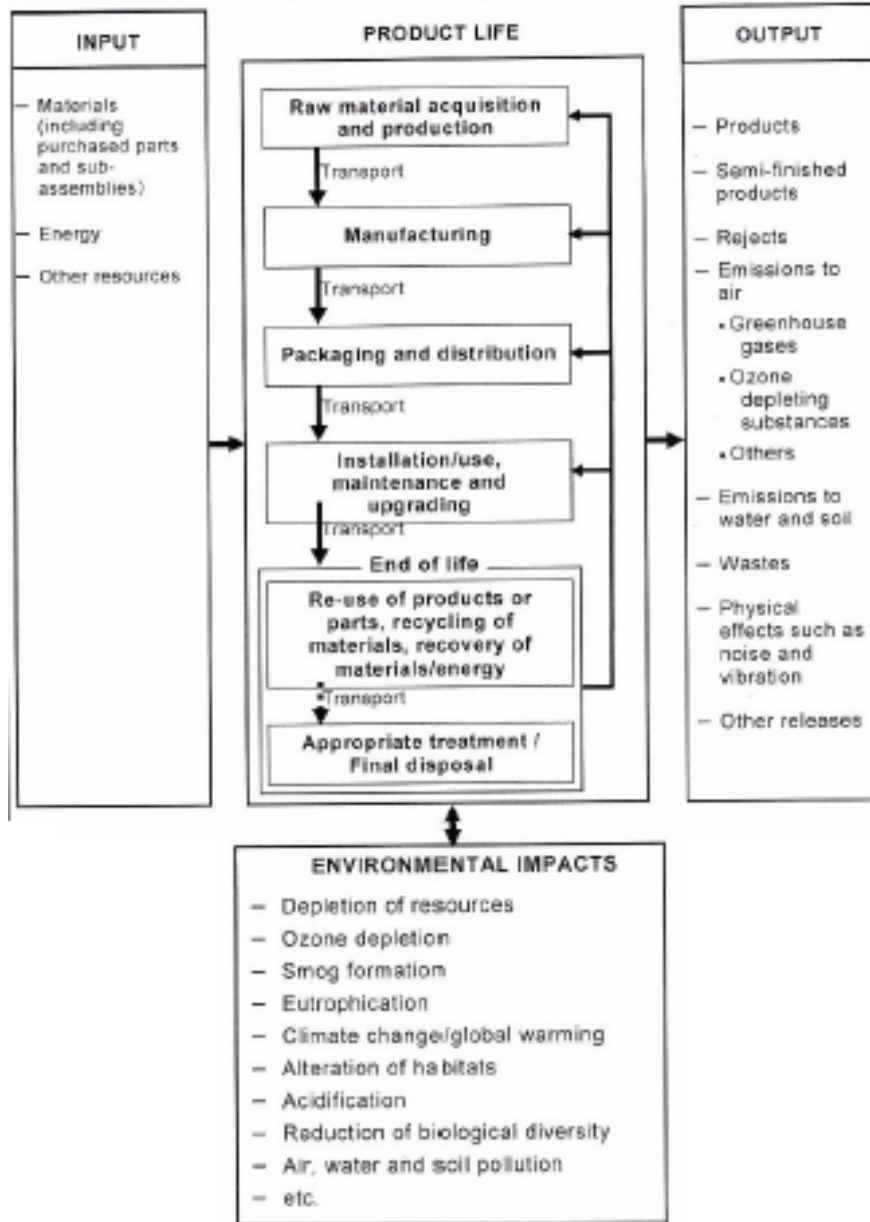 INPUT
– Materials
(including
purchased parts
and sub-
assemblies)
– Energy
– Other resources
PRODUCT LIFE
Raw material acquisition
and production
Transport
Manufacturing
Transport
Packaging and distribution
Transport
Installation/use,
maintenance and
upgrading
Transport
End of life
Re-use of products or
parts, recycling of
materials, recovery of
materials/energy
Transport
Appropriate treatment /
Final disposal
OUTPUT
– Products
– Semi-finished
products
– Rejects
– Emissions to
air
• Greenhouse
gases
• Ozone
depleting
substances
• Others
– Emissions to
water and soil
– Wastes
– Physical
effects such as
noise and
vibration
– Other releases
ENVIRONMENTAL IMPACTS
– Depletion of resources
– Ozone depletion
– Smog formation
– Eutrophication
– Climate change/global warming
– Alteration of habitats
– Acidification
– Reduction of biological diversity
– Air, water and soil pollution
– etc.